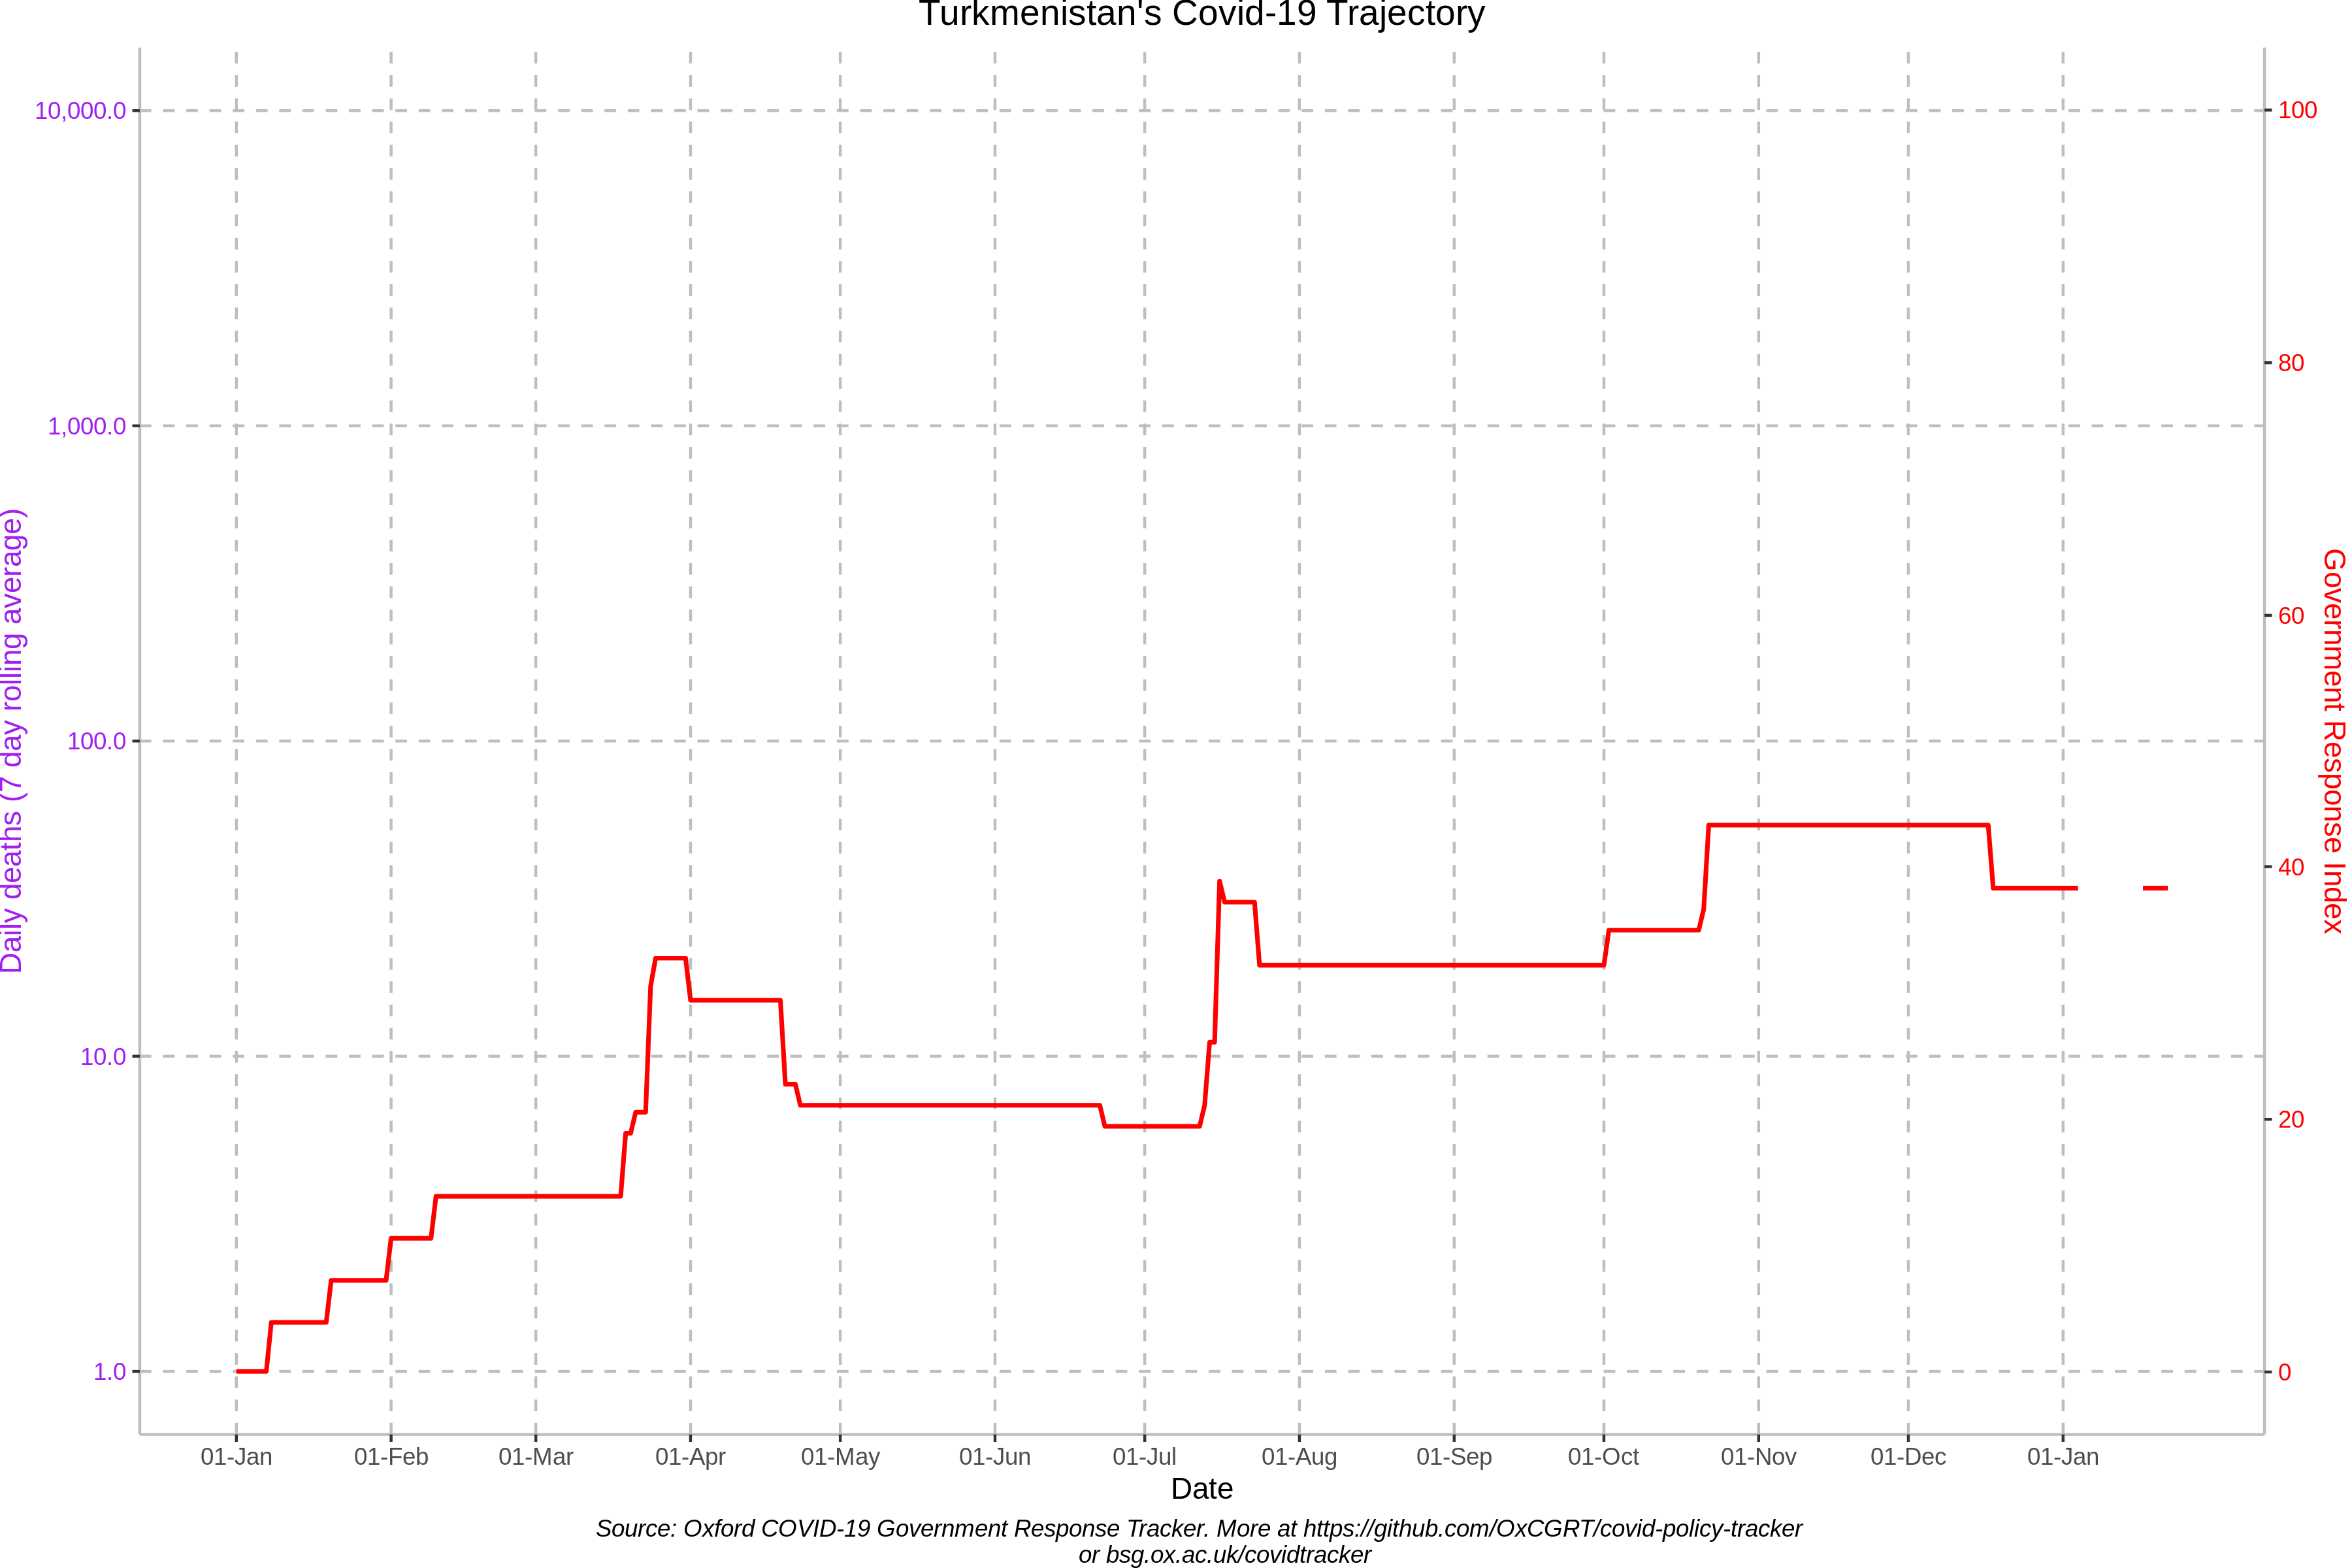 Turkmenistan's Covid-19 Trajectory
10,000.0
1,000.0
100.0
10.0
1.0
Daily deaths (7 day rolling average)
100
80
60
40
20
0
Government Response Index
01-Jan 01-Feb 01-Mar 01-Apr 01-May 01-Jun 01-Jul 01-Aug 01-Sep 01-Oct 01-Nov 01-Dec 01-Jan
Date
Source: Oxford COVID-19 Government Response Tracker. More at https://github.com/OxCGRT/covid-policy-tracker
or bsg.ox.ac.uk/covidtracker